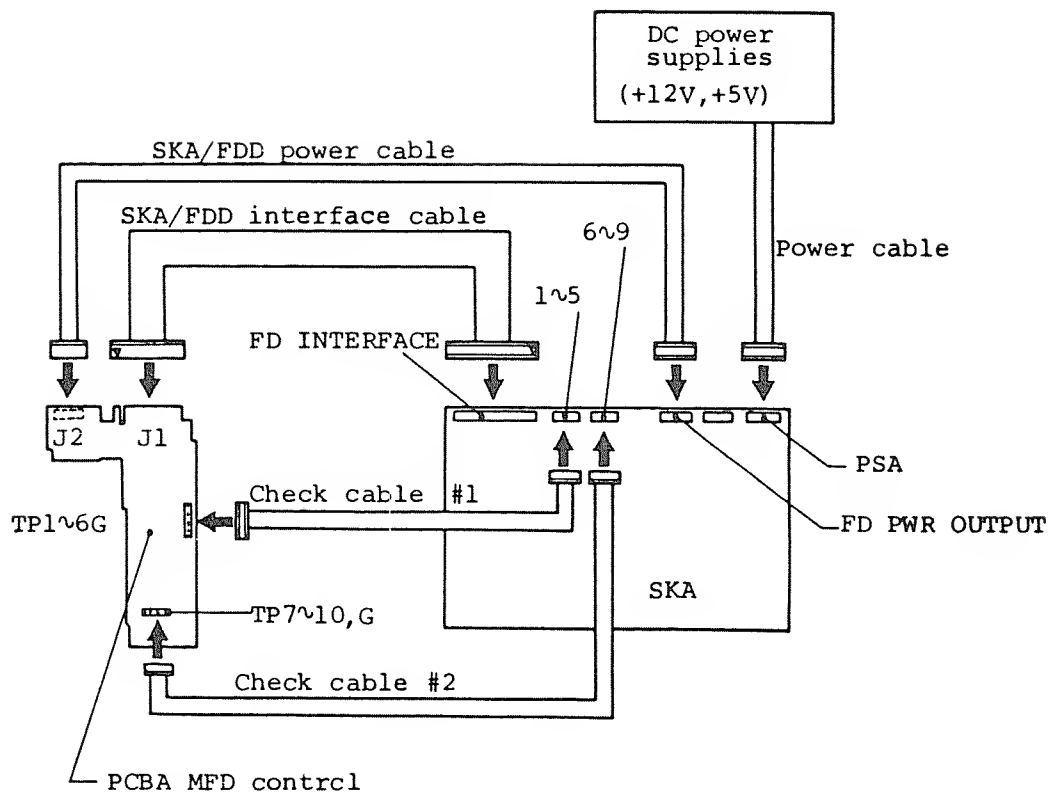 DC power
supplies
(+12V,+5V)
SKA/FDD power cable
SKA/FDD interface cable
6∿9
Power cable
1∿5
FD INTERFACE
J2
J1
PSA
Check cable #1
TP1∿6G
FD PWR OUTPUT
SKA
TP7∿10,G
Check cable #2
PCBA MFD contrcl